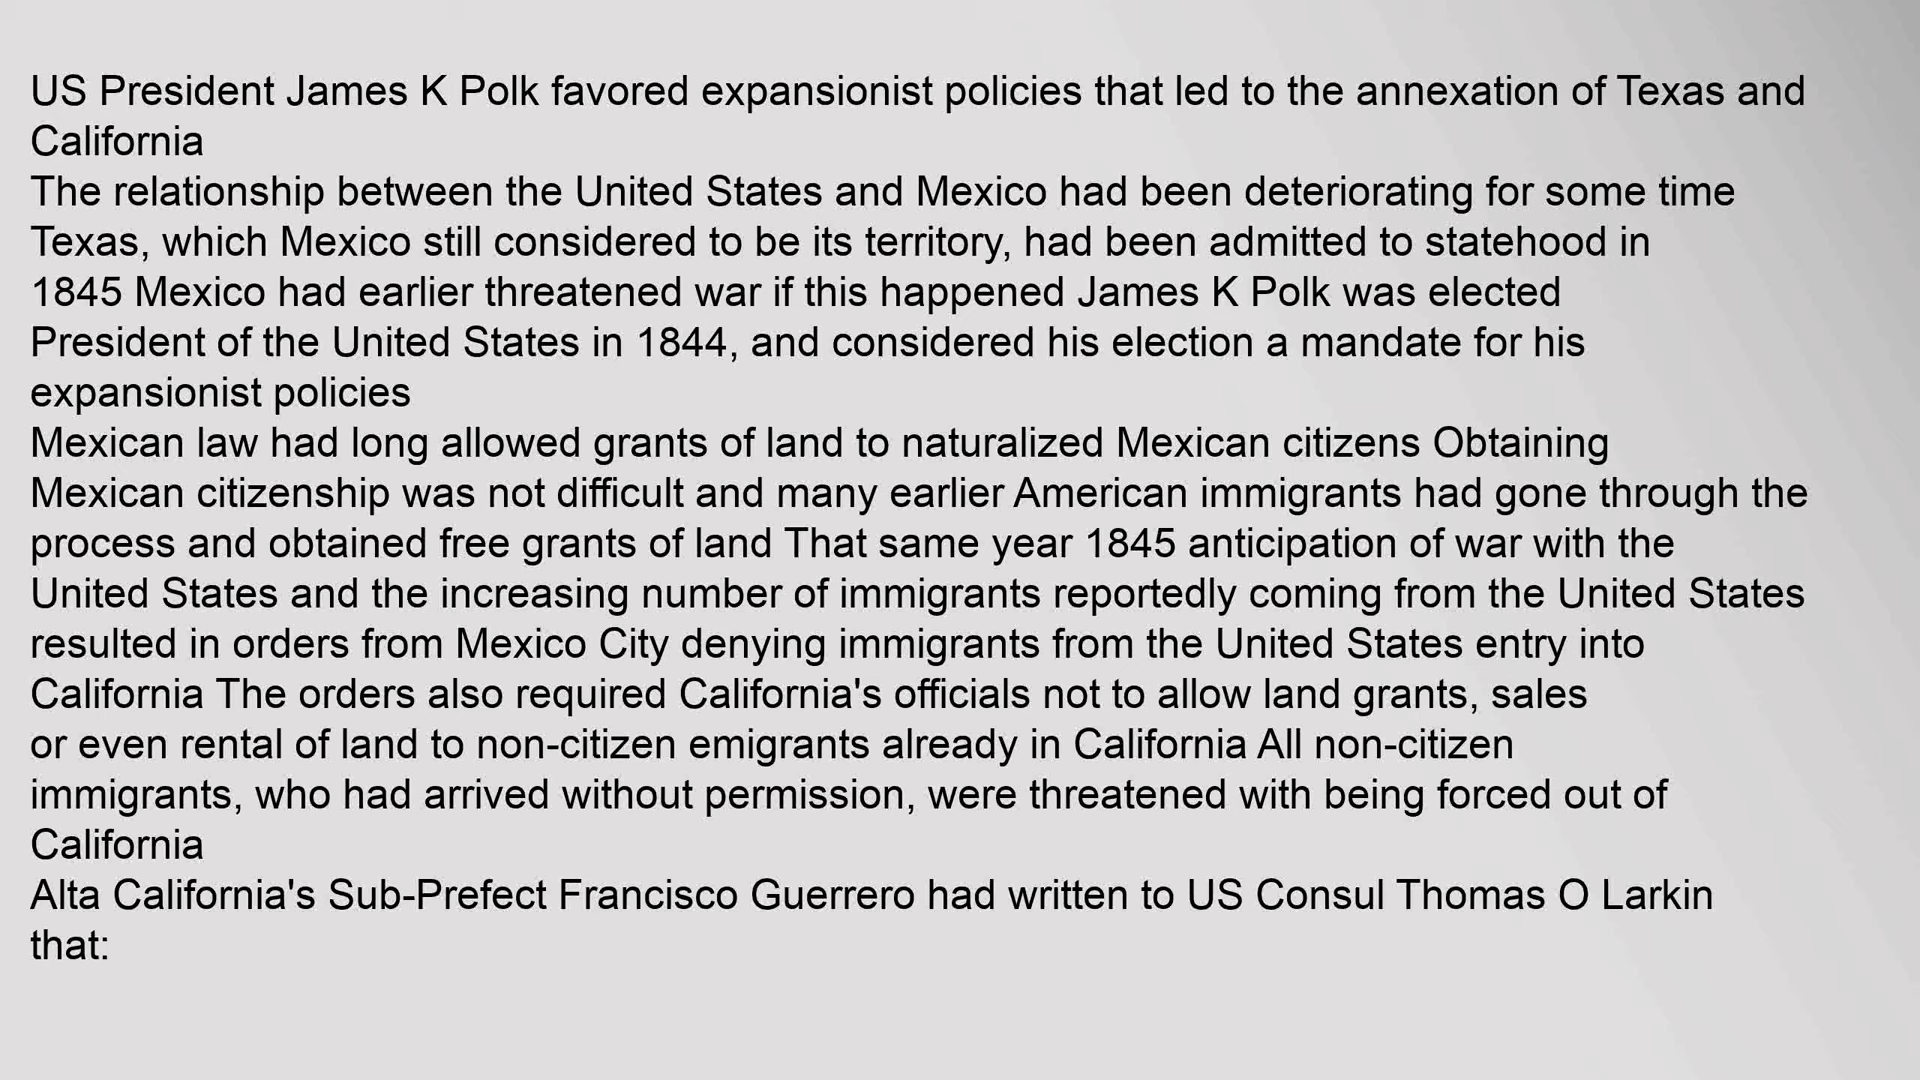 US President James K Polk favored expansionist policies that led to the annexation of Texas and
California
The relationship between the United States and Mexico had been deteriorating for some time
Texas, which Mexico still considered to be its territory, had been admitted to statehood in
1845 Mexico had earlier threatened war if this happened James K Polk was elected
President of the United States in 1844, and considered his election a mandate for his
expansionist policies
Mexican law had long allowed grants of land to naturalized Mexican citizens Obtaining
Mexican citizenship was not difficult and many earlier American immigrants had gone through the
process and obtained free grants of land That same year 1845 anticipation of war with the
United States and the increasing number of immigrants reportedly coming from the United States
resulted in orders from Mexico City denying immigrants from the United States entry into
California The orders also required California's officials not to allow land grants, sales
or even rental of land to non-citizen emigrants already in California All non-citizen
immigrants, who had arrived without permission, were threatened with being forced out of
California
Alta California's Sub-Prefect Francisco Guerrero had written to US Consul Thomas O Larkin
that: